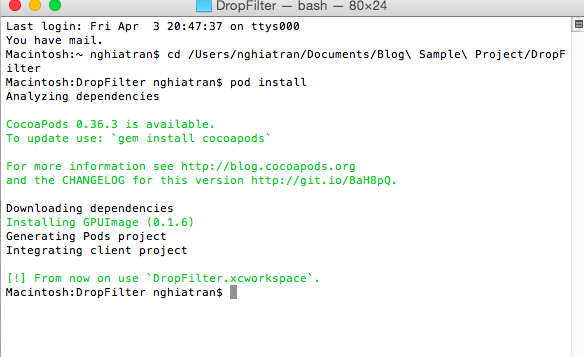 DropFilter — bash — 80×24
Last login: Fri Apr  3 20:47:37 on ttys000
You have mail.
Macintosh:~ nghiatran$ cd /Users/nghiatran/Documents/Blog\ Sample\ Project/DropF
ilter
Macintosh:DropFilter nghiatran$ pod install
Analyzing dependencies
CocoaPods 0.36.3 is available.
To update use: `gem install cocoapods`
For more information see http://blog.cocoapods.org
and the CHANGELOG for this version http://git.io/BaH8pQ.
Downloading dependencies
Installing GPUImage (0.1.6)
Generating Pods project
Integrating client project
[!] From now on use `DropFilter.xcworkspace`.
Macintosh:DropFilter nghiatran$